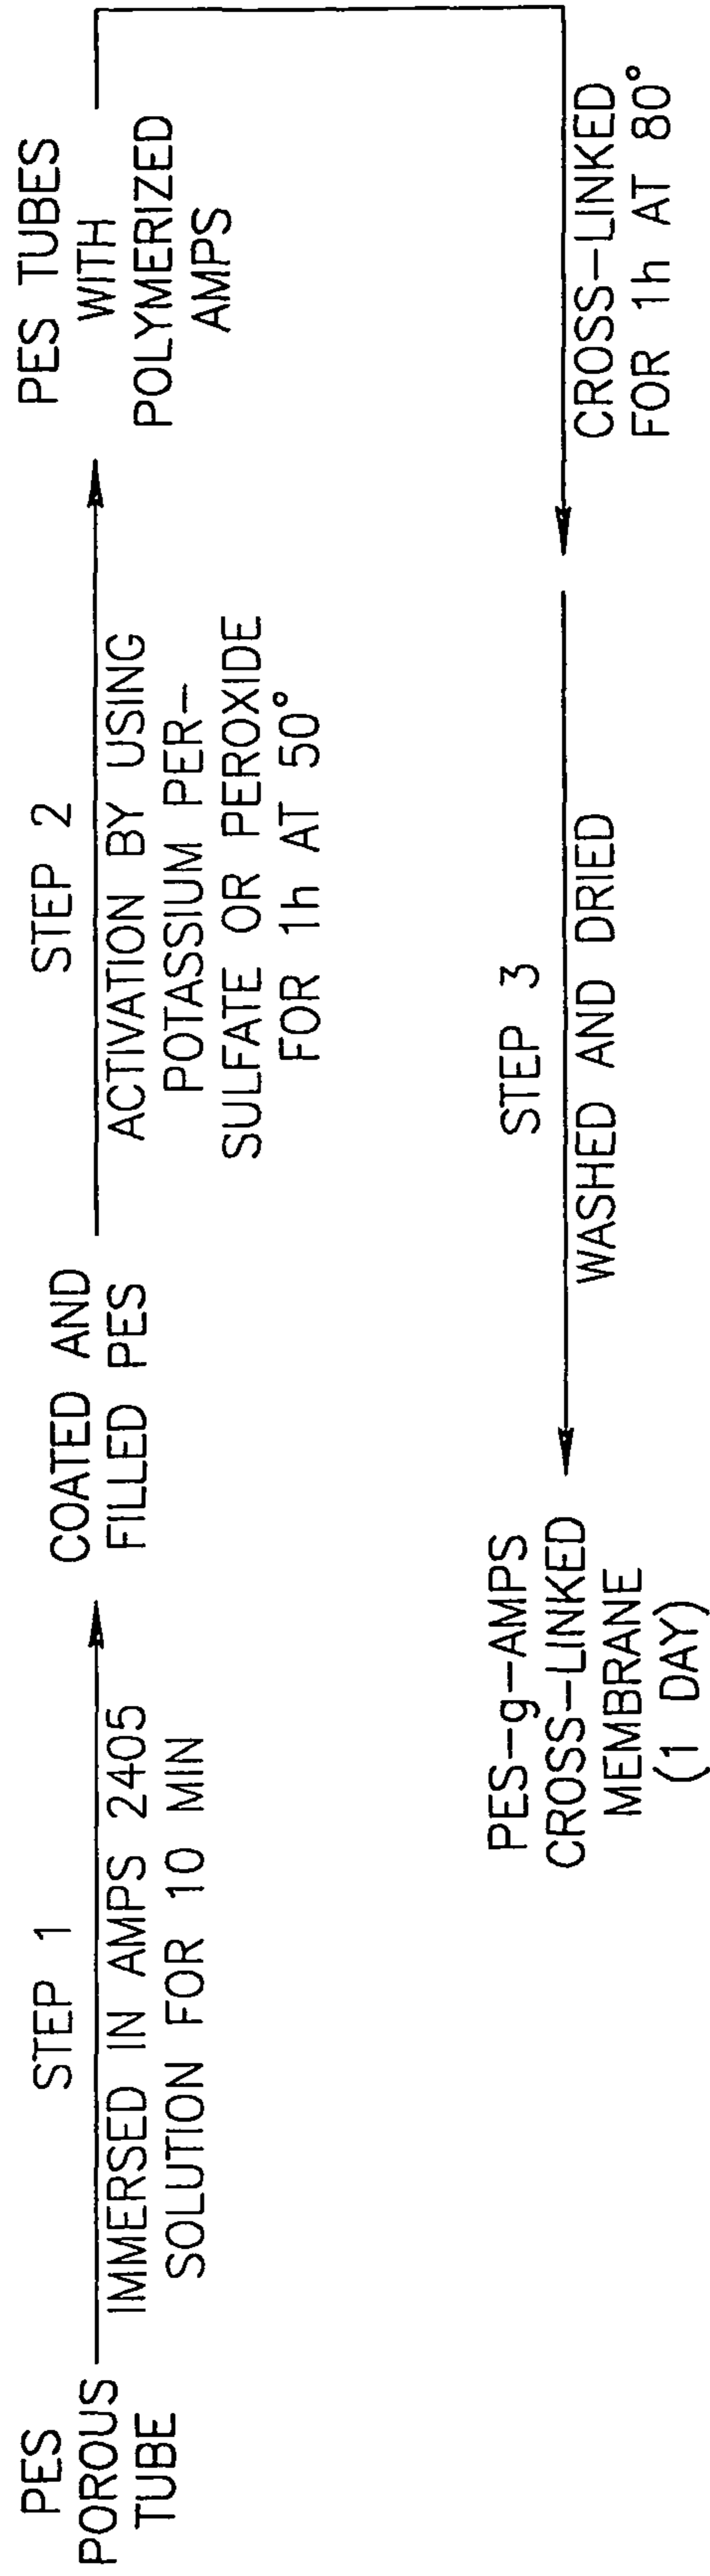 PES
POROUS
TUBE
STEP 1
IMMERSED IN AMPS 2405
SOLUTION FOR 10 MIN
COATED AND
FILLED PES
STEP 2
ACTIVATION BY USING
POTASSIUM PER–
SULFATE OR PEROXIDE
FOR 1h AT 50°
PES TUBES
WITH
POLYMERIZED
AMPS
CROSS–LINKED
FOR 1h AT 80°
STEP 3
WASHED AND DRIED
PES–g–AMPS
CROSS–LINKED
MEMBRANE
(1 DAY)